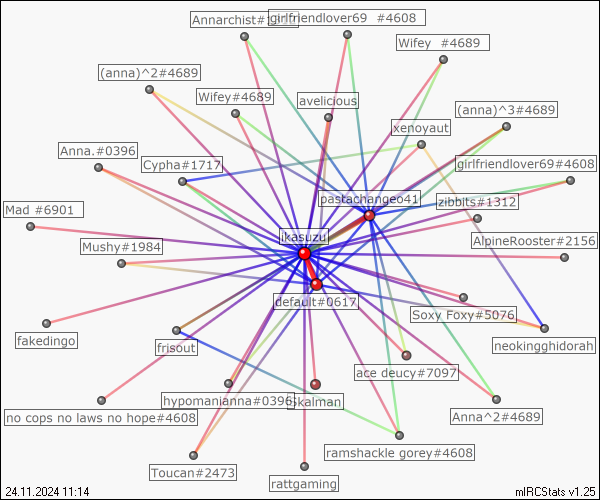 Annarchist#1
girlfriendlover69 #4608
Wifey #4689
(anna)^2#4689
Wifey#4689
avelicious
(anna)^3#4689
xenoyaut
Anna.#0396
Cypha#1717
girlfriendlover69#4608
pastachangeo41
zibbits#1312
Mad #6901
ikasuzu
AlpineRooster#2156
Mushy#1984
default#0617
Soxy Foxy#5076
fakedingo
frisout
neokingghidorah
ace deucy#7097
hypomanianna#0396
skalman
no cops no laws no hope#4608
Anna^2#4689
ramshackle gorey#4608
Toucan#2473
rattgaming
24.11.2024 11:14
mIRCStats v1.25